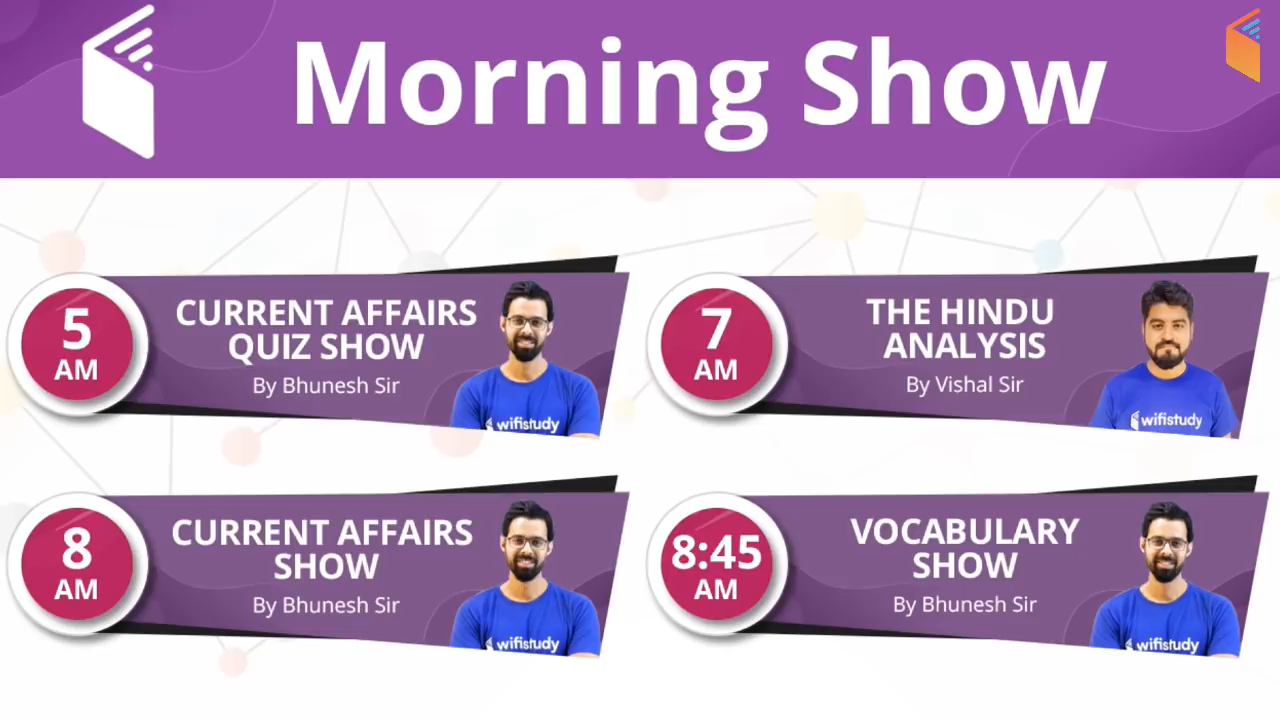 Morning Show
5
AM
CURRENT AFFAIRS
QUIZ SHOW
By Bhunesh Sir
wifistudy
7
AM
THE HINDU
ANALYSIS
By Vishal Sir
wifistudy
8
AM
CURRENT AFFAIRS
SHOW
By Bhunesh Sir
wifistudy
8:45
AM
VOCABULARY
SHOW
By Bhunesh Sir
wifistudy